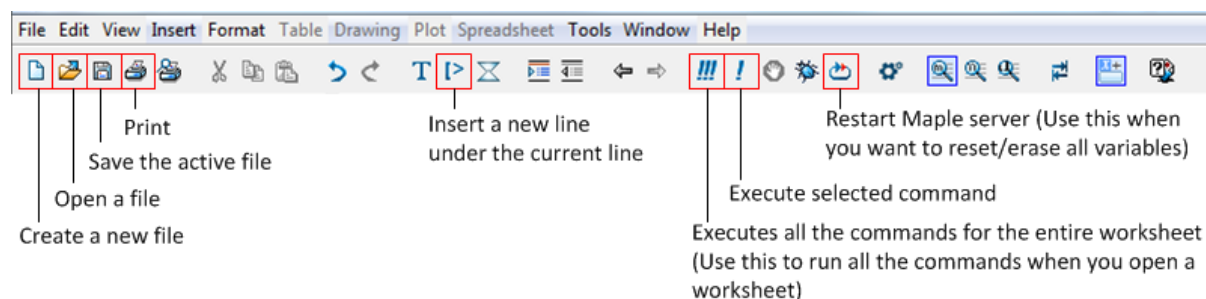 File Edit View Insert Format Table Drawing Plot Spreadsheet Tools Window Help
T
Print
Save the active file
Open a file
Create a new file
Insert a new line
under the current line
Restart Maple server (Use this when
you want to reset/erase all variables)
Execute selected command
Executes all the commands for the entire worksheet
(Use this to run all the commands when you open a
worksheet)